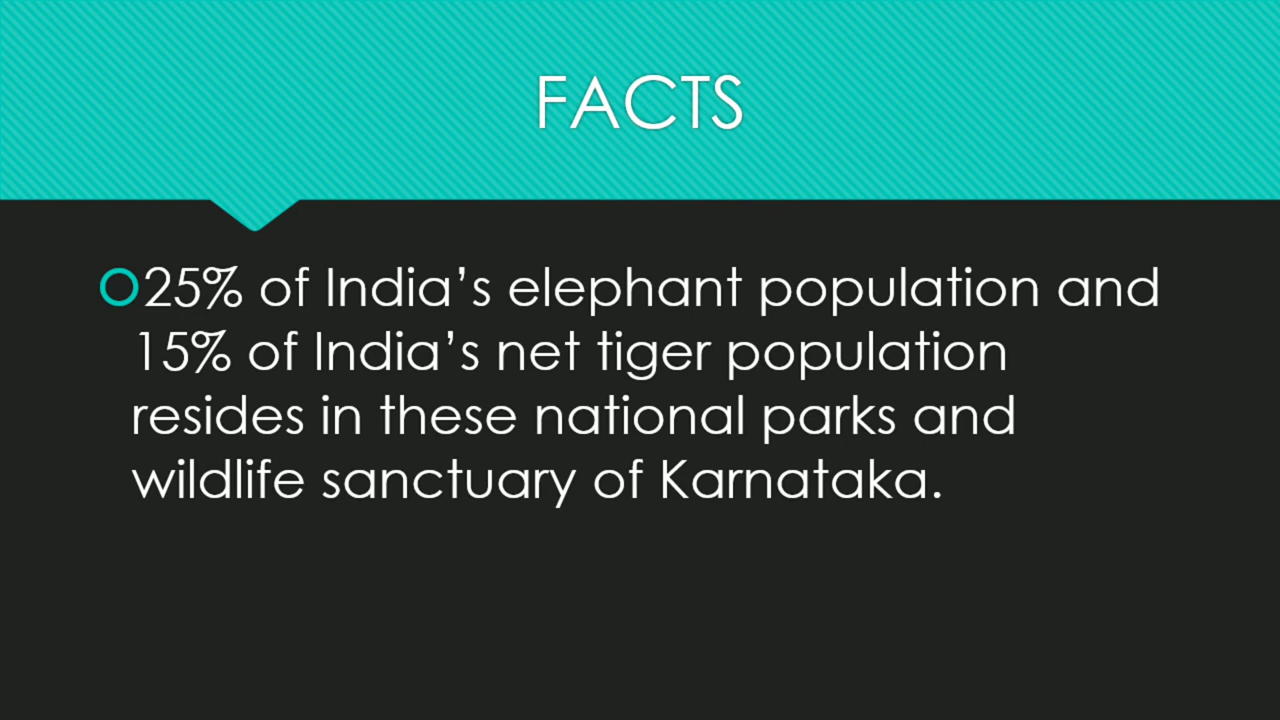 FACTS
25% of India’s elephant population and
15% of India’s net tiger population
resides in these national parks and
wildlife sanctuary of Karnataka.